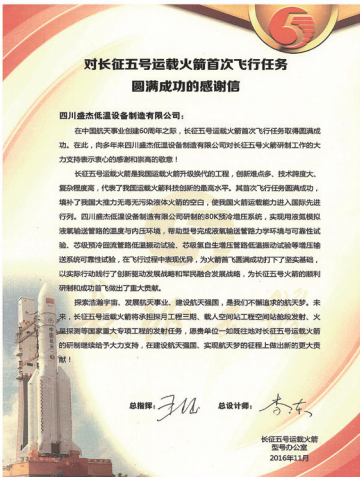 对长征五号运载火箭首次飞行任务
圆满成功的感谢信
四川盛杰低温设备制造有限公司：
在中国航天事业创建60周年之际，长征五号运载火箭首次飞行任务取得圆满成
功。在此，向多年来四川盛杰低温设备制造有限公司对长征五号火箭研制工作的大
力支持表示衷心的感谢和崇高的敬意！
长征五号运载火箭是我国运载火箭升级换代的工程，创新难点多、技术跨度大、
复杂程度高，代表了我国运载火箭科技创新的最高水平。其首次飞行任务圆满成功，
填补了我国大推力无毒无污染液体火箭的空白，使我国火箭运载能力进入国际先进
行列。四川盛杰低温设备制造有限公司研制的80K预冷增压系统，实现用液氮模拟
液氧输送管路的温度与内压环境，帮助型号完成液氧输送管路力学环境与可靠性试
验、芯级预冷回流管路低温振动试验、芯级氢自生增压管路低温振动试验等增压输
送系统可靠性试验，在飞行过程中表现优异，为火箭首飞圆满成功打下了坚实基础，
以实际行动践行了创新驱动发展战略和军民融合发展战略，为长征五号火箭的顺利
研制和成功首飞做出了重大贡献。
探索浩瀚宇宙、发展航天事业、建设航天强国，是我们不懈追求的航天梦。未
来，长征五号运载火箭将承担探月工程三期、载人空间站工程空间站舱段发射、火
星探测等国家重大专项工程的发射任务，愿贵单位一如既往地对长征五号运载火箭
的研制继续给予大力支持，在建设航天强国、实现航天梦的征程上做出新的更大贡
献！
总指挥： 总设计师：
长征五号运载火箭
型号办公室
2016年11月